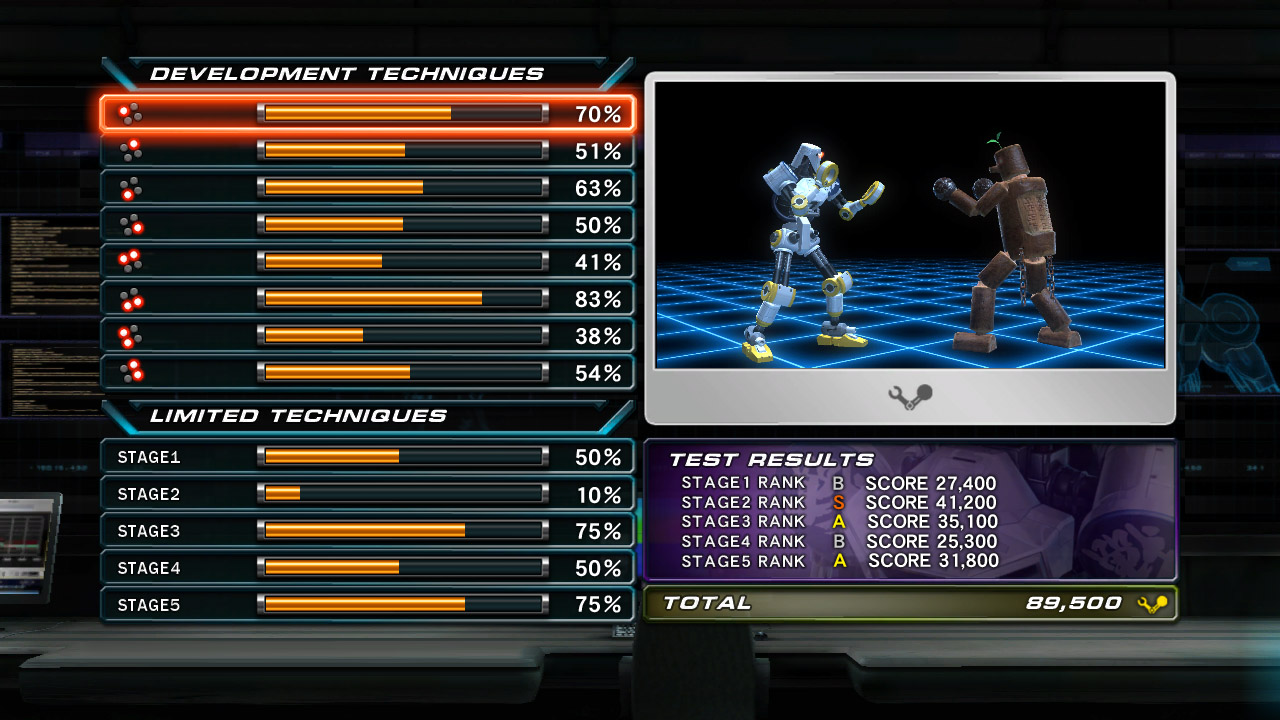 DEVELOPMENT TECHNIQUES
70%
51%
63%
50%
41%
83%
38%
54%
LIMITED TECHNIQUES
STAGE1 50%
STAGE2 10%
STAGE3 75%
STAGE4 50%
STAGE5 75%
TEST RESULTS
STAGE1 RANK B SCORE 27,400
STAGE2 RANK S SCORE 41,200
STAGE3 RANK A SCORE 35,100
STAGE4 RANK B SCORE 25,300
STAGE5 RANK A SCORE 31,800
TOTAL 89,500